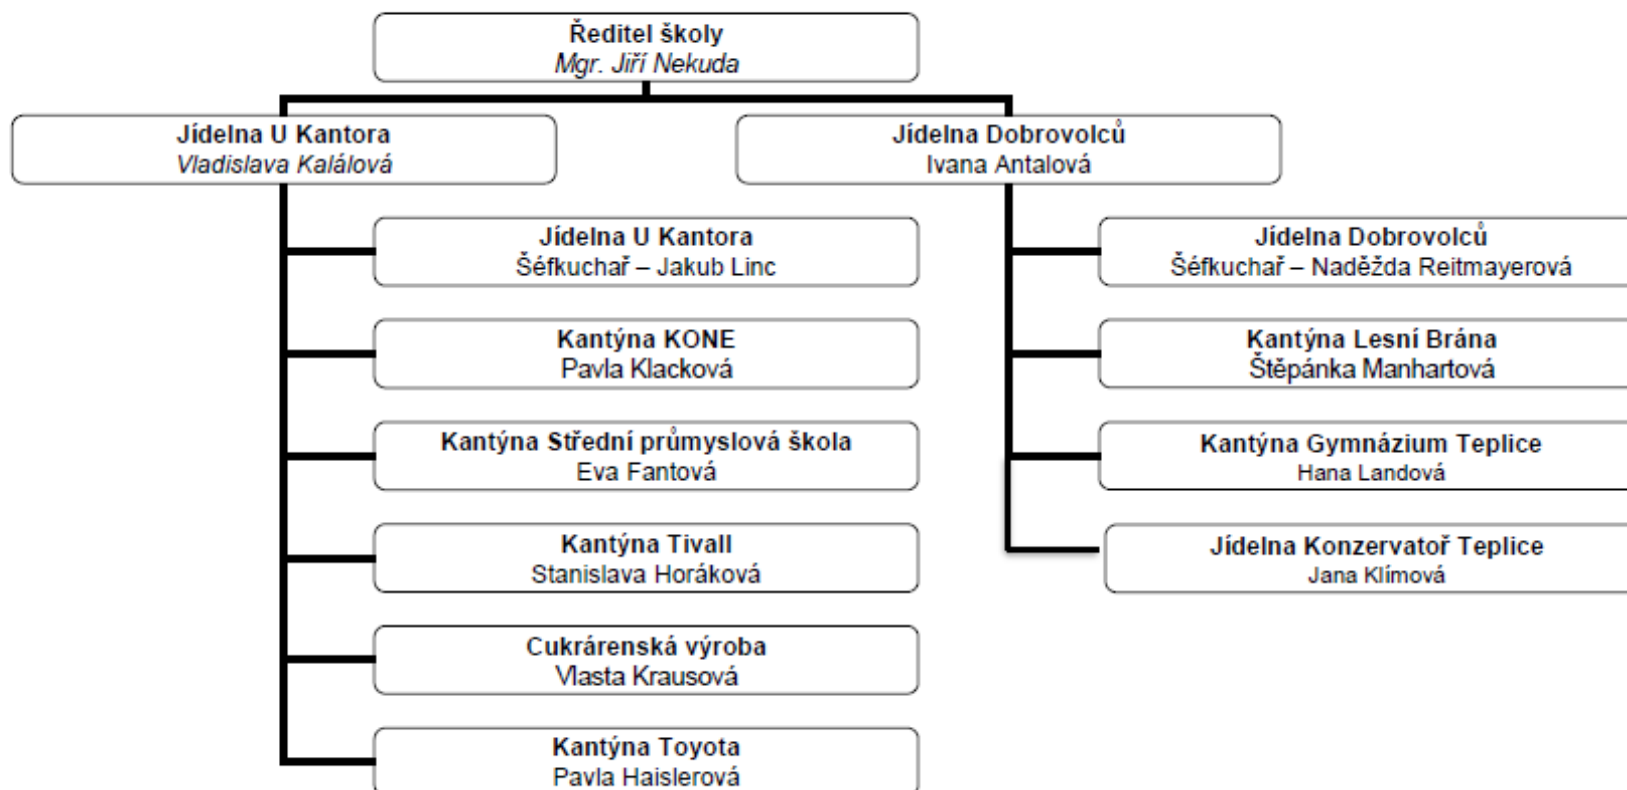 Ředitel školy
Mgr. Jiří Nekuda
Jídelna U Kantora
Vladislava Kalálová
Jídelna Dobrovolců
Ivana Antalová
Jídelna U Kantora
Šéfkuchař – Jakub Linc
Kantýna KONE
Pavla Klacková
Kantýna Střední průmyslová škola
Eva Fantová
Kantýna Tivall
Stanislava Horáková
Cukrárenská výroba
Vlasta Krausová
Kantýna Toyota
Pavla Haislerová
Jídelna Dobrovolců
Šéfkuchař – Naděžda Reitmayerová
Kantýna Lesní Brána
Štěpánka Manhartová
Kantýna Gymnázium Teplice
Hana Landová
Jídelna Konzervatoř Teplice
Jana Klímová